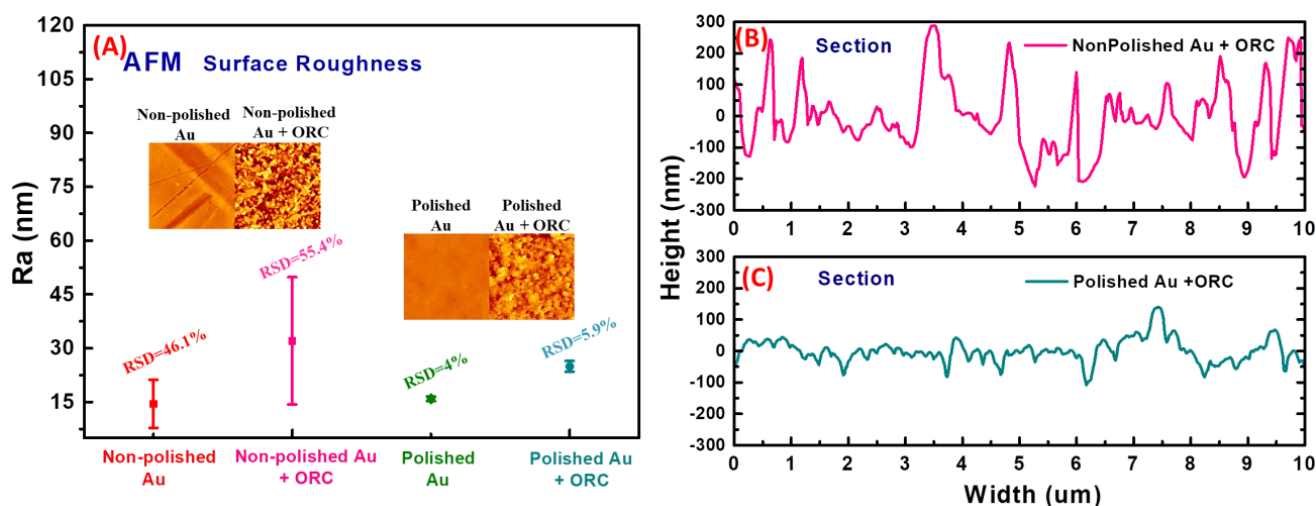 (A)
AFM Surface Roughness
Ra (nm)
120
105
90
75
60
45
30
15
Non-polished
Au
Non-polished
Au + ORC
Polished
Au
Polished
Au + ORC
RSD=46.1%
RSD=55.4%
RSD=4%
RSD=5.9%
Non-polished
Au
Non-polished Au
+ ORC
Polished
Au
Polished Au
+ ORC
(B)
Section
NonPolished Au + ORC
300
200
100
0
-100
-200
-300
0 1 2 3 4 5 6 7 8 9 10
Height (nm)
(C)
Section
Polished Au +ORC
300
200
100
0
-100
-200
-300
0 1 2 3 4 5 6 7 8 9 10
Width (um)